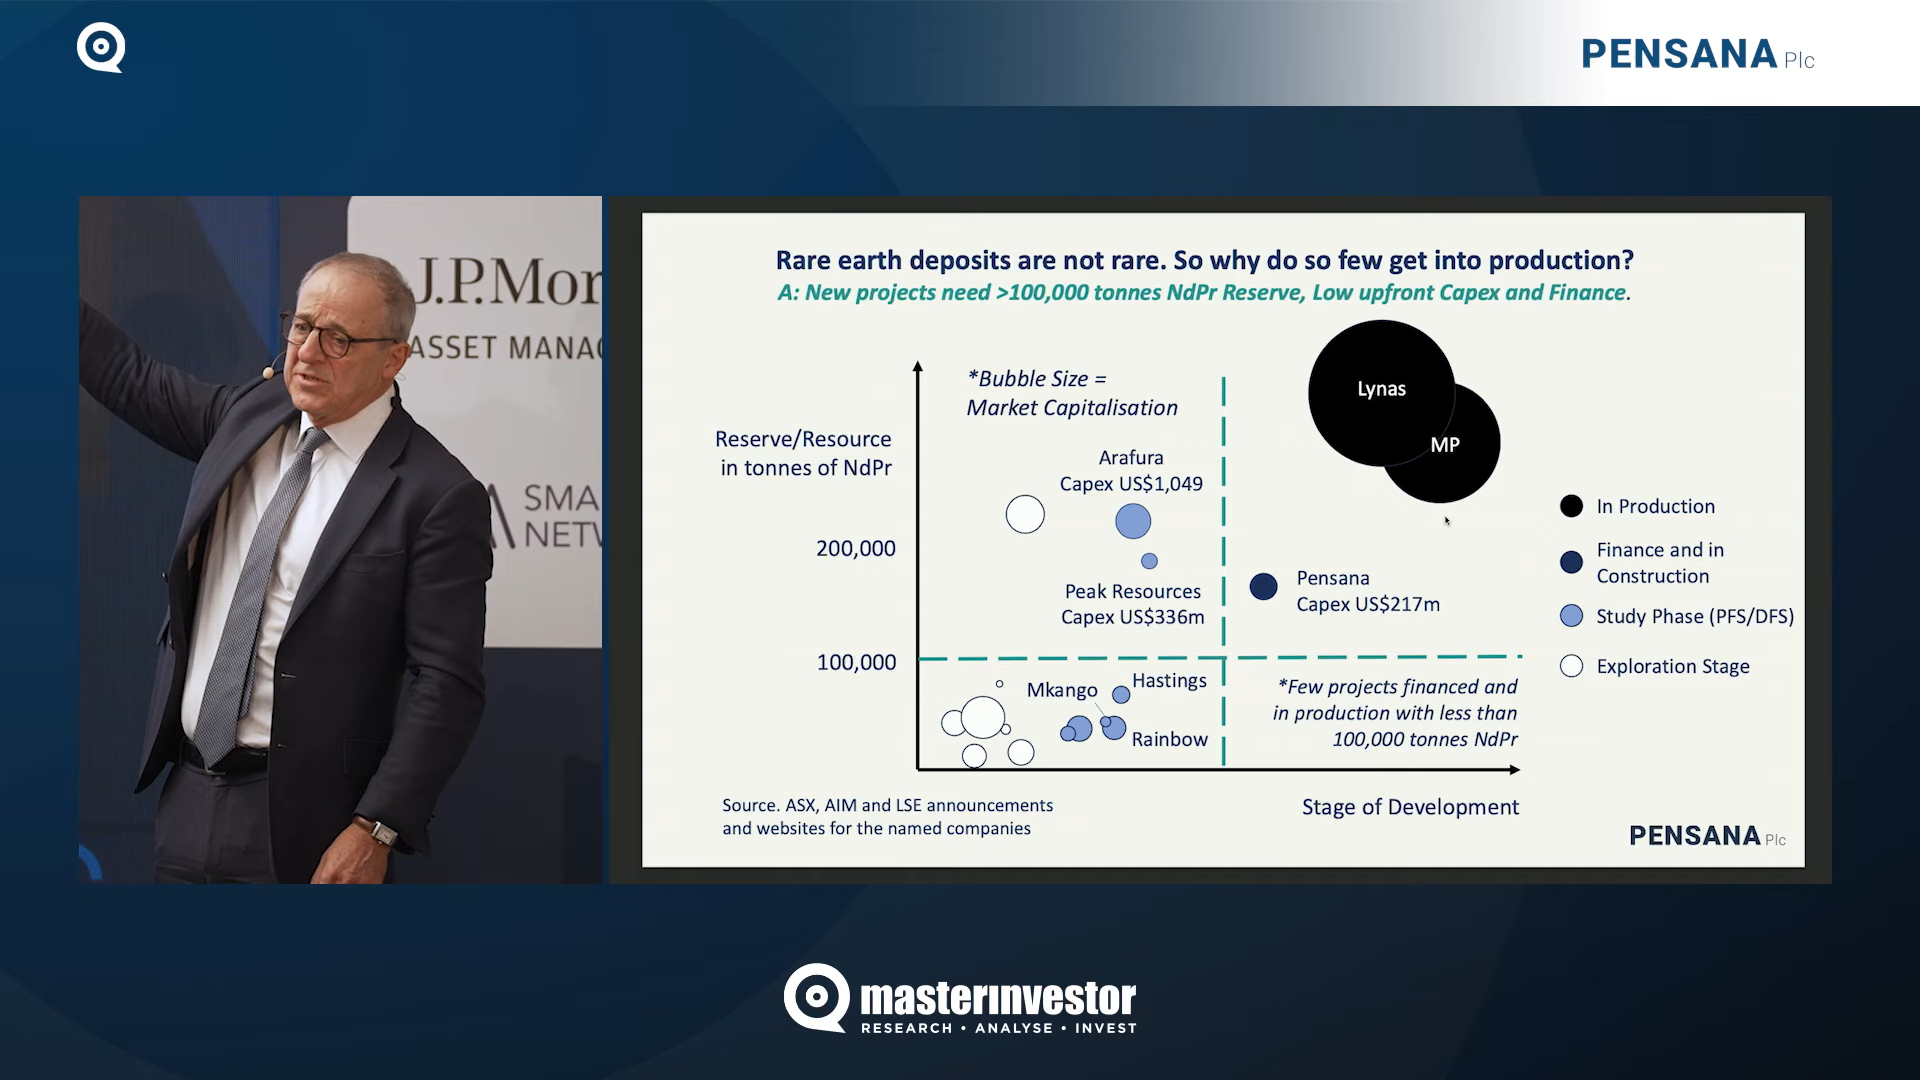 PENSANA Plc
J.P.Mor
ASSET MANAG
SMA
NETW
Rare earth deposits are not rare. So why do so few get into production?
A: New projects need >100,000 tonnes NdPr Reserve, Low upfront Capex and Finance.
*Bubble Size =
Market Capitalisation
Lynas
MP
Reserve/Resource
in tonnes of NdPr
Arafura
Capex US$1,049
200,000
Peak Resources
Capex US$336m
Pensana
Capex US$217m
In Production
Finance and in
Construction
Study Phase (PFS/DFS)
Exploration Stage
100,000
Mkango
Hastings
Rainbow
*Few projects financed and
in production with less than
100,000 tonnes NdPr
Stage of Development
Source. ASX, AIM and LSE announcements
and websites for the named companies
PENSANA Plc
masterinvestor
RESEARCH • ANALYSE • INVEST